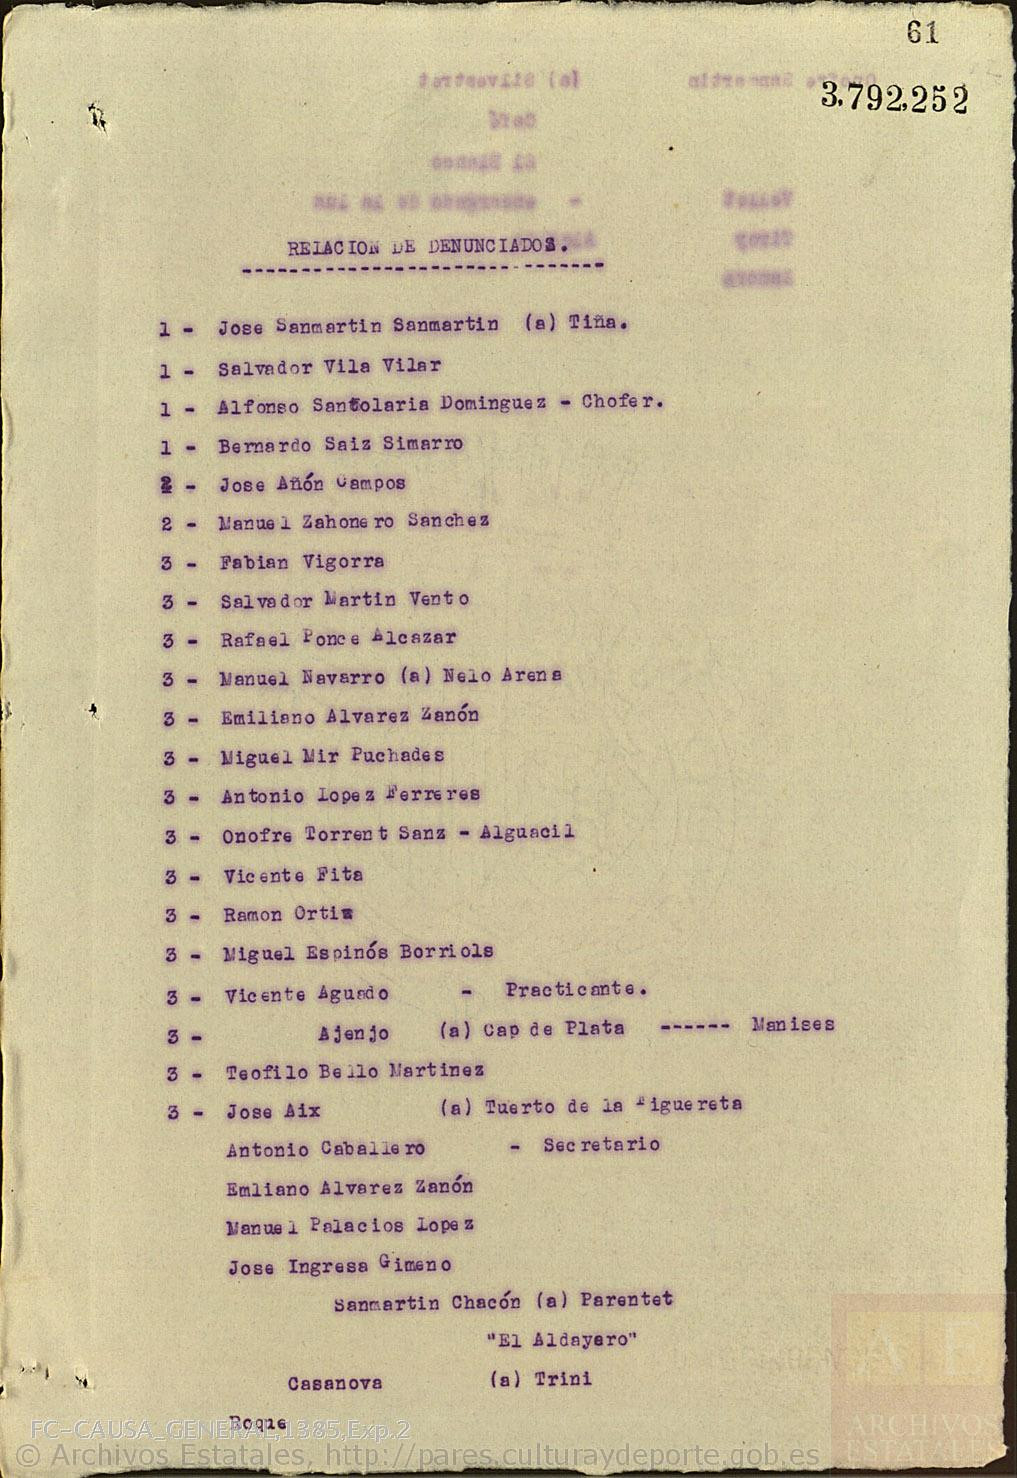 61
3.792,252
RELACION DE DENUNCIADOS.
1 - Jose Sanmartin Sanmartin (a) Tiña.
1 - Salvador Vila Vilar
1 - Alfonso Santolaria Dominguez - Chofer.
1 - Bernardo Saiz Simarro
2 - Jose Añón Campos
2 - Manuel Zahonero Sanchez
3 - Fabian Vigorra
3 - Salvador Martin Vento
3 - Rafael Ponce Alcazar
3 - Manuel Navarro (a) Nelo Arena
3 - Emiliano Alvarez Zanón
3 - Miguel Mir Puchades
3 - Antonio Lopez Ferreres
3 - Onofre Torrent Sanz - Alguacil
3 - Vicente Fita
3 - Ramon Ortiz
3 - Miguel Espinós Borriols
3 - Vicente Aguado - Practicante.
3 - Ajenjo (a) Cap de Plata ------ Manises
3 - Teofilo Bello Martinez
3 - Jose Aix (a) Tuerto de la Figuereta
Antonio Caballero - Secretario
Emliano Alvarez Zanón
Manuel Palacios Lopez
Jose Ingresa Gimeno
Sanmartin Chacón (a) Parentet
"El Aldayero"
Casanova (a) Trini
Roque
FC-CAUSA_GENERAL,1385,Exp.2
© Archivos Estatales, http://pares.culturaydeporte.gob.es
ARCHIVOS
ESTATALES